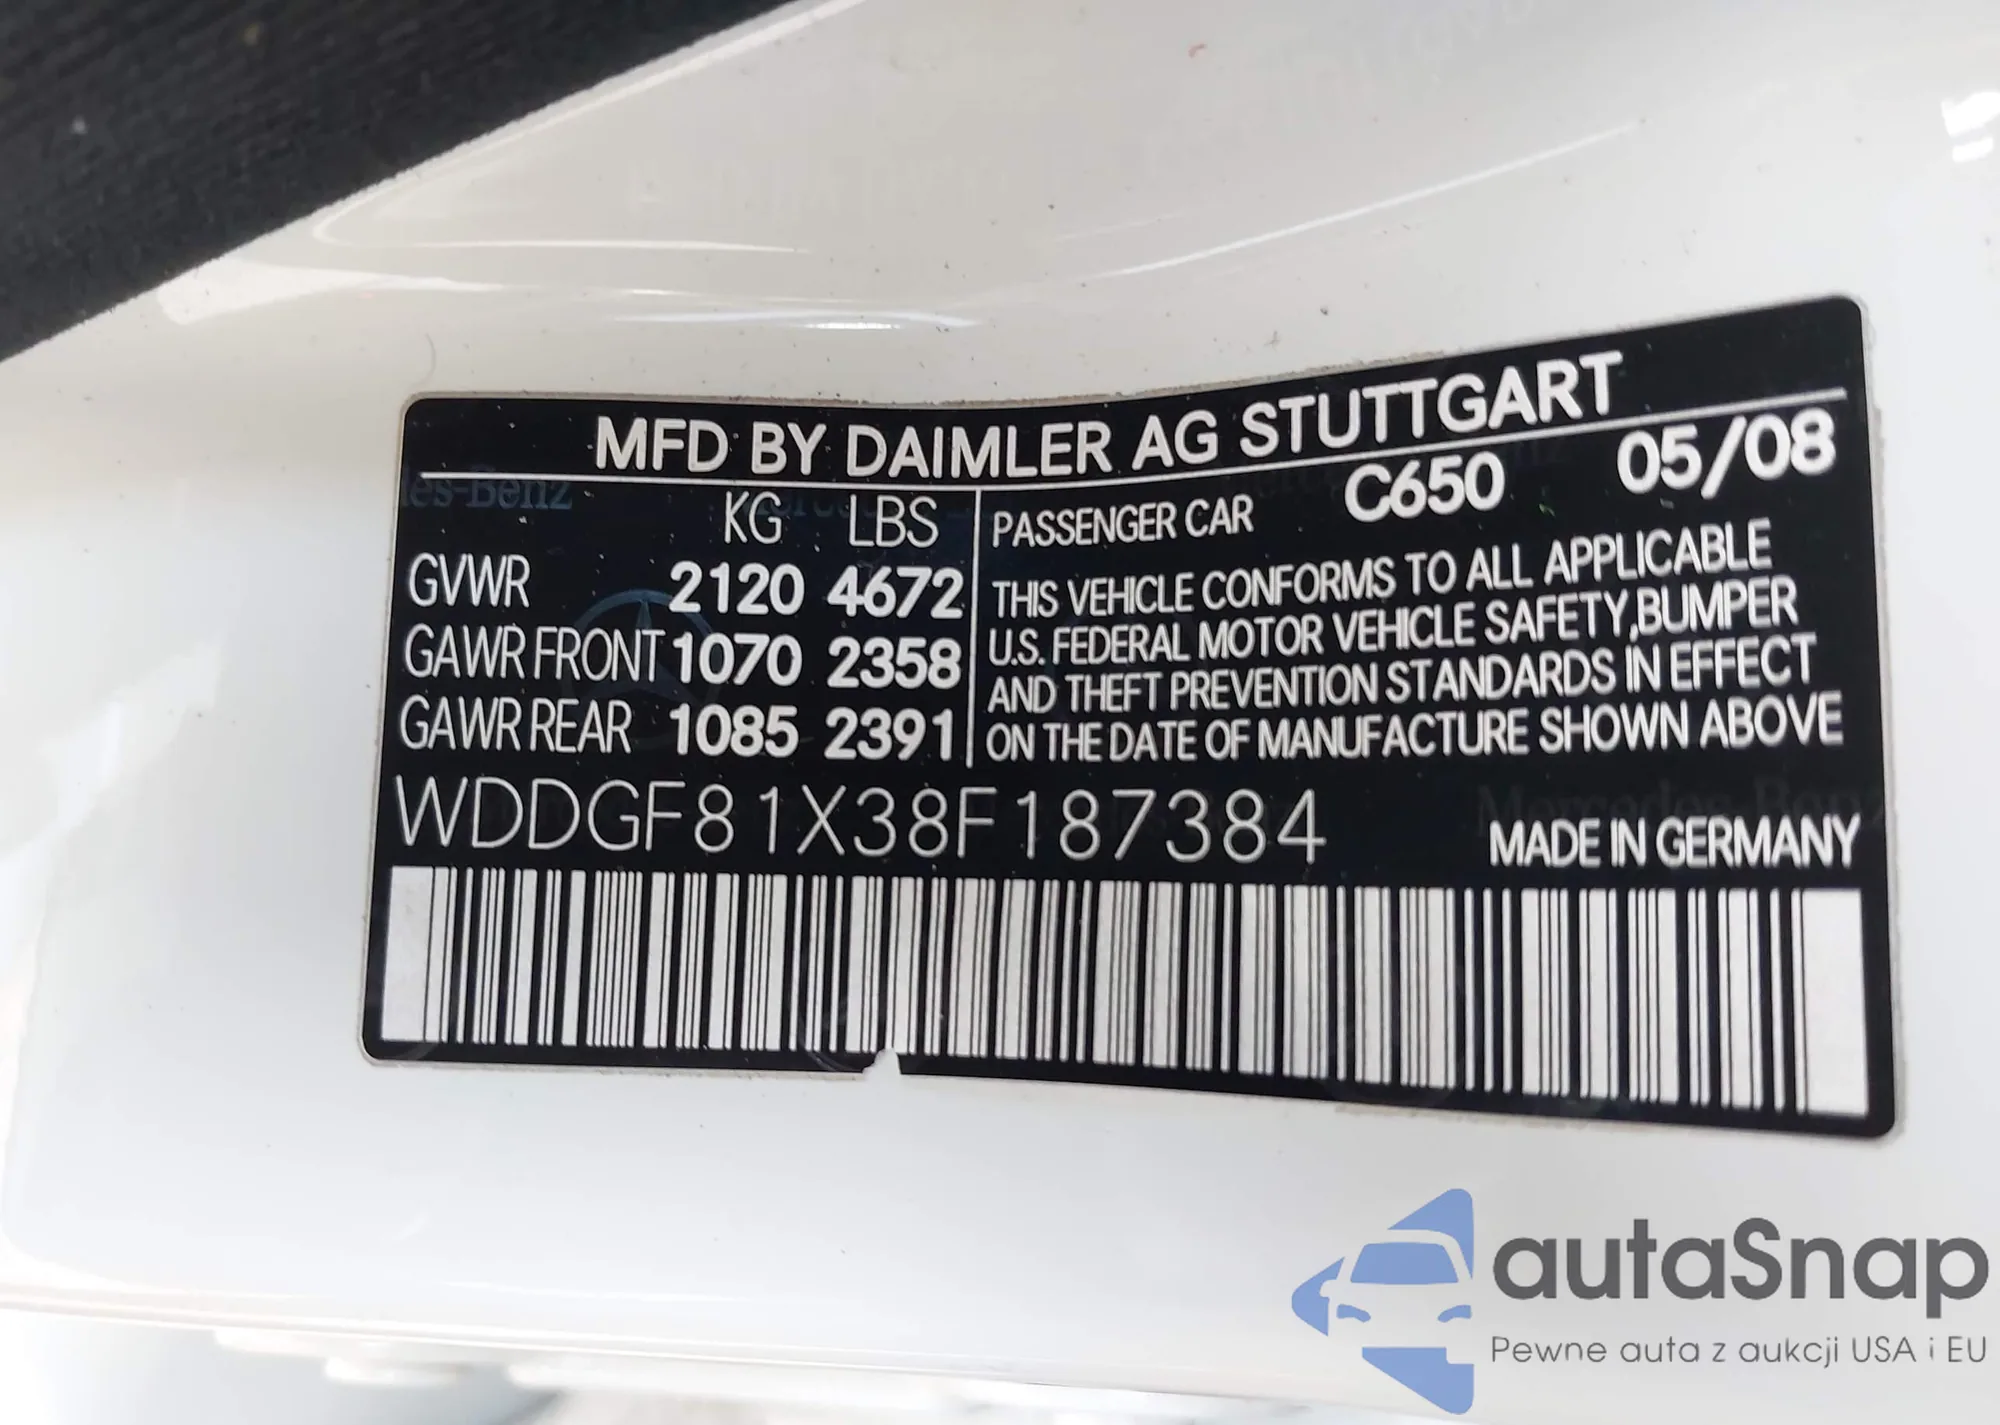 MFD BY DAIMLER AG STUTTGART
KG LBS
GVWR 2120 4672
GAWR FRONT 1070 2358
GAWR REAR 1085 2391
PASSENGER CAR C650 05/08
THIS VEHICLE CONFORMS TO ALL APPLICABLE
U.S. FEDERAL MOTOR VEHICLE SAFETY,BUMPER
AND THEFT PREVENTION STANDARDS IN EFFECT
ON THE DATE OF MANUFACTURE SHOWN ABOVE
WDDGF81X38F187384
MADE IN GERMANY
Mercedes-Benz
autaSnap
Pewne auta z aukcji USA i EU